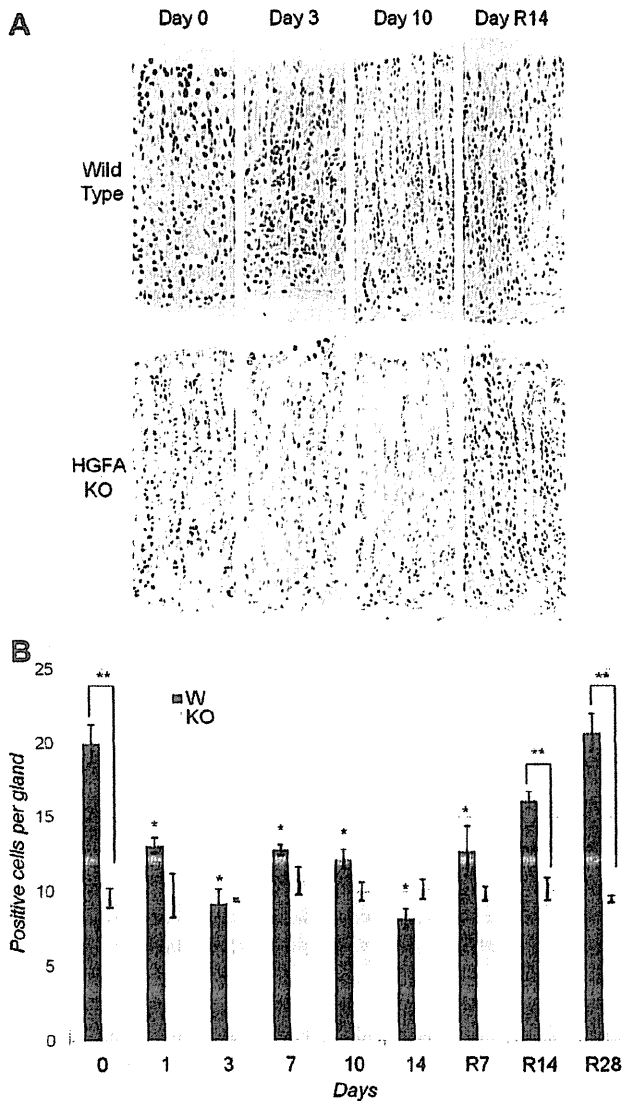 A
Day 0 Day 3 Day 10 Day R14
Wild
Type
HGFA
KO
B
25
20
15
10
5
0
Positive cells per gland
W
KO
**
*
*
*
*
*
*
**
**
0 1 3 7 10 14 R7 R14 R28
Days